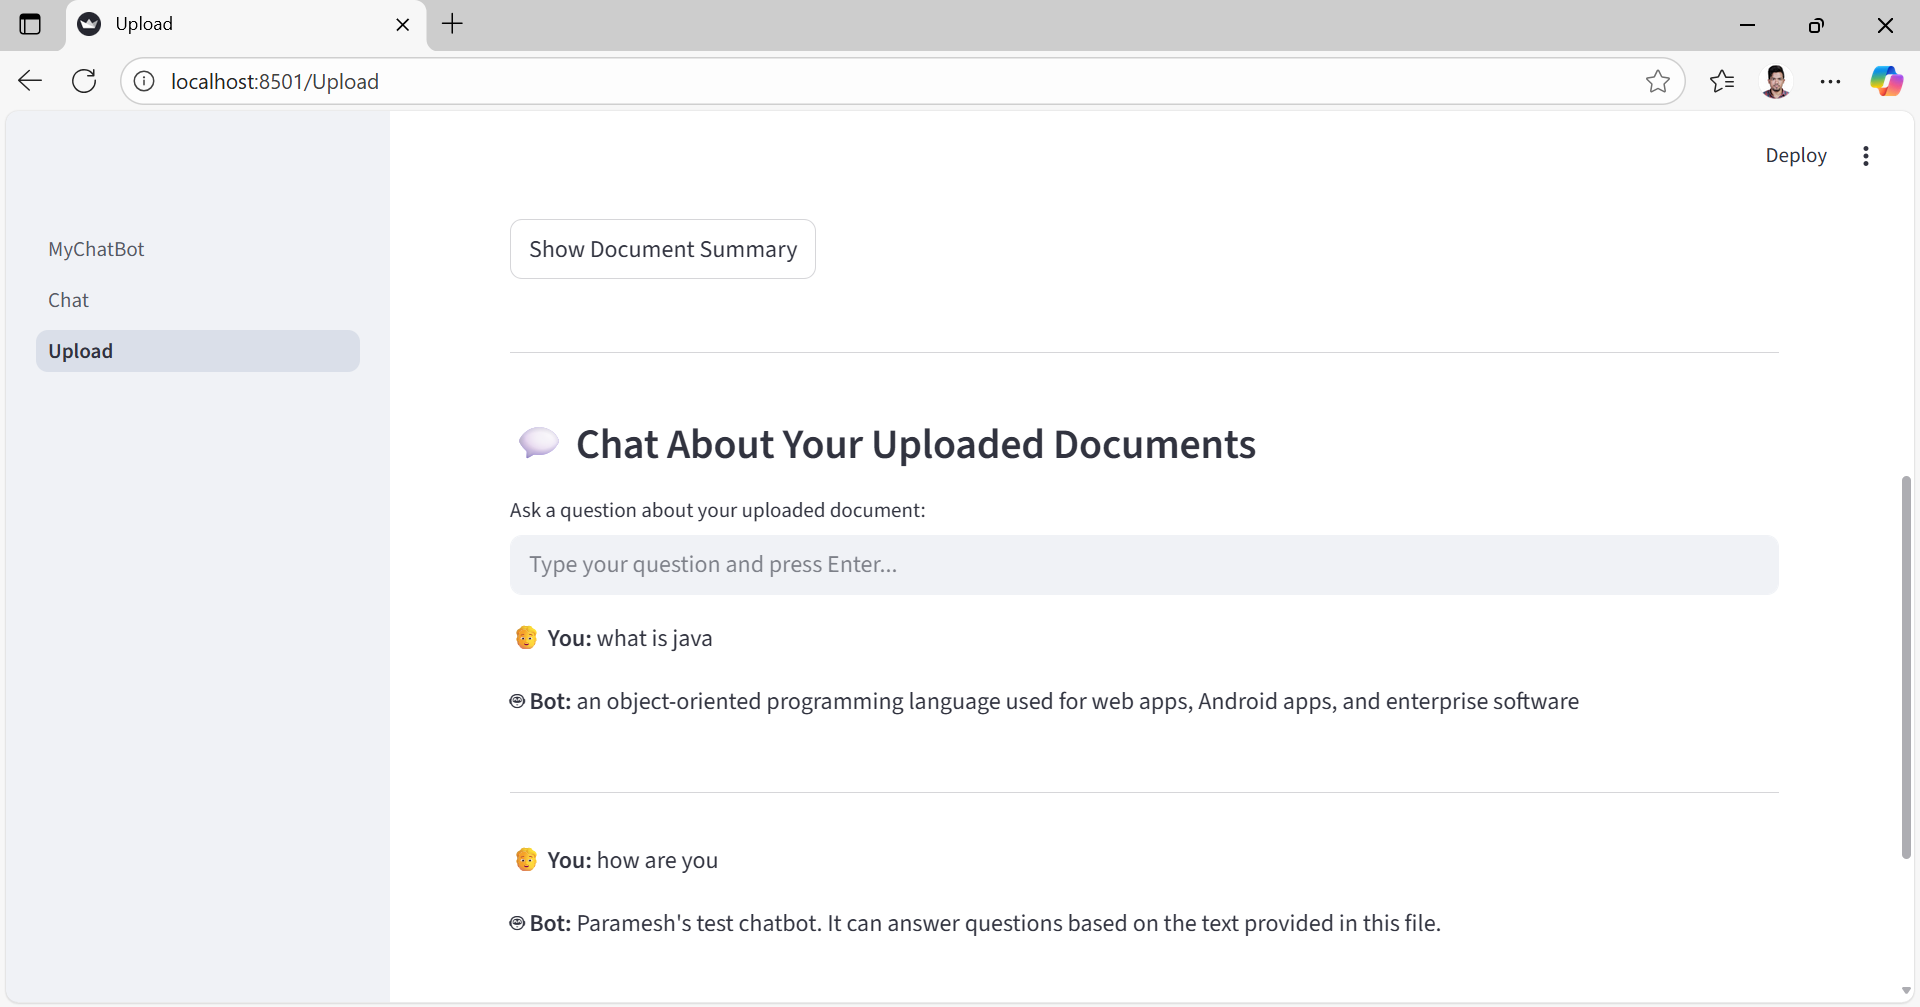 Upload
localhost:8501/Upload
Deploy
MyChatBot
Chat
Upload
Show Document Summary
Chat About Your Uploaded Documents
Ask a question about your uploaded document:
Type your question and press Enter...
You: what is java
Bot: an object-oriented programming language used for web apps, Android apps, and enterprise software
You: how are you
Bot: Paramesh's test chatbot. It can answer questions based on the text provided in this file.